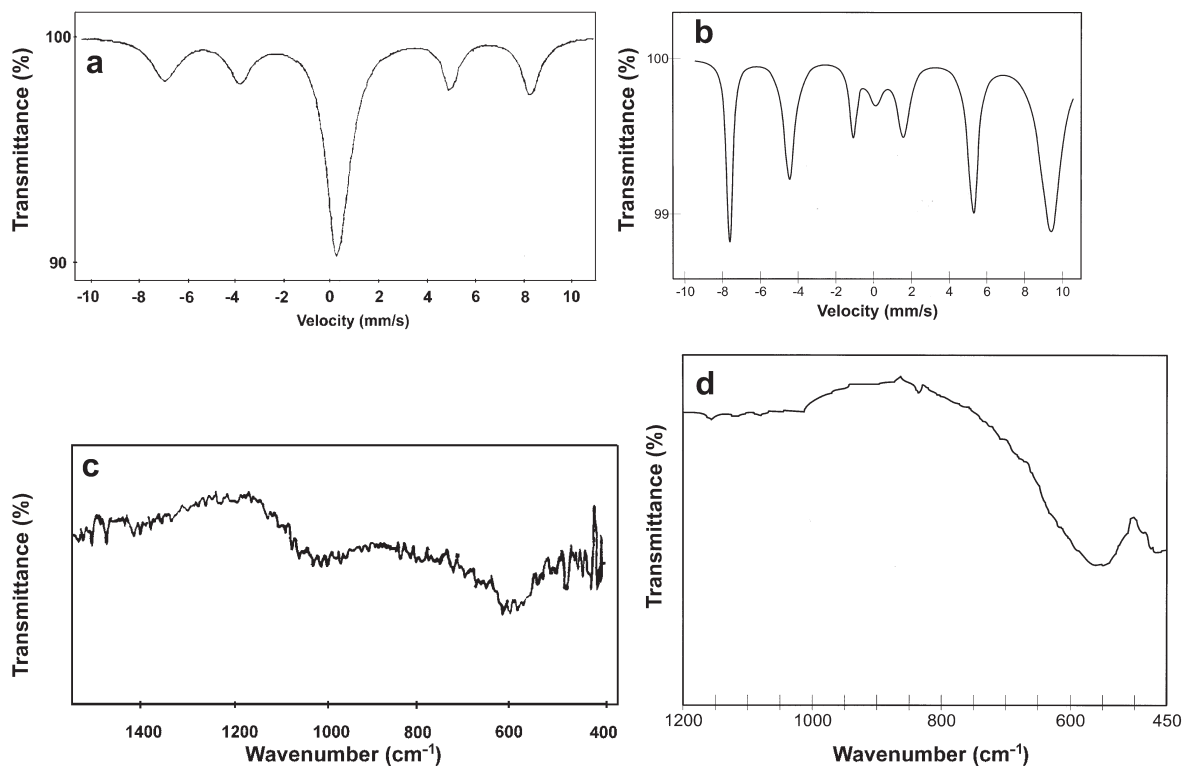 a
Transmittance (%)
100
90
-10 -8 -6 -4 -2 0 2 4 6 8 10
Velocity (mm/s)
b
Transmittance (%)
100
99
-10 -8 -6 -4 -2 0 2 4 6 8 10
Velocity (mm/s)
c
Transmittance (%)
1400 1200 1000 800 600 400
Wavenumber (cm⁻¹)
d
Transmittance (%)
1200 1000 800 600 450
Wavenumber (cm⁻¹)